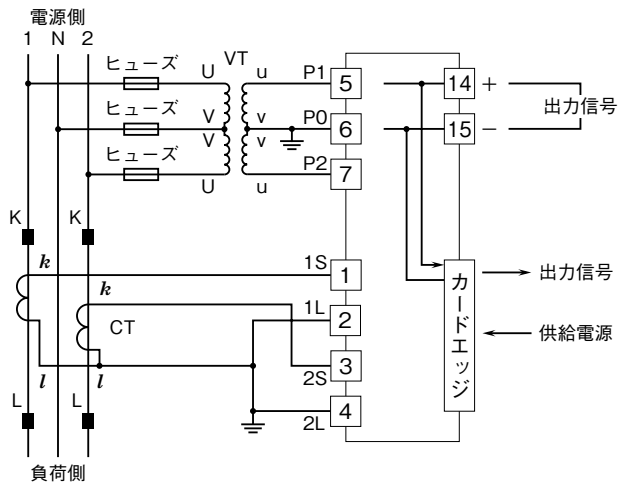 電源側
1 N 2
ヒューズ
U
VT
u
P1
5
14
+
出力信号
ヒューズ
V
v
P0
6
15
−
V
v
ヒューズ
U
u
P2
7
K
K
k
1S
1
k
カードエッジ
出力信号
1L
2
CT
供給電源
3
l
l
2S
L
L
4
2L
負荷側